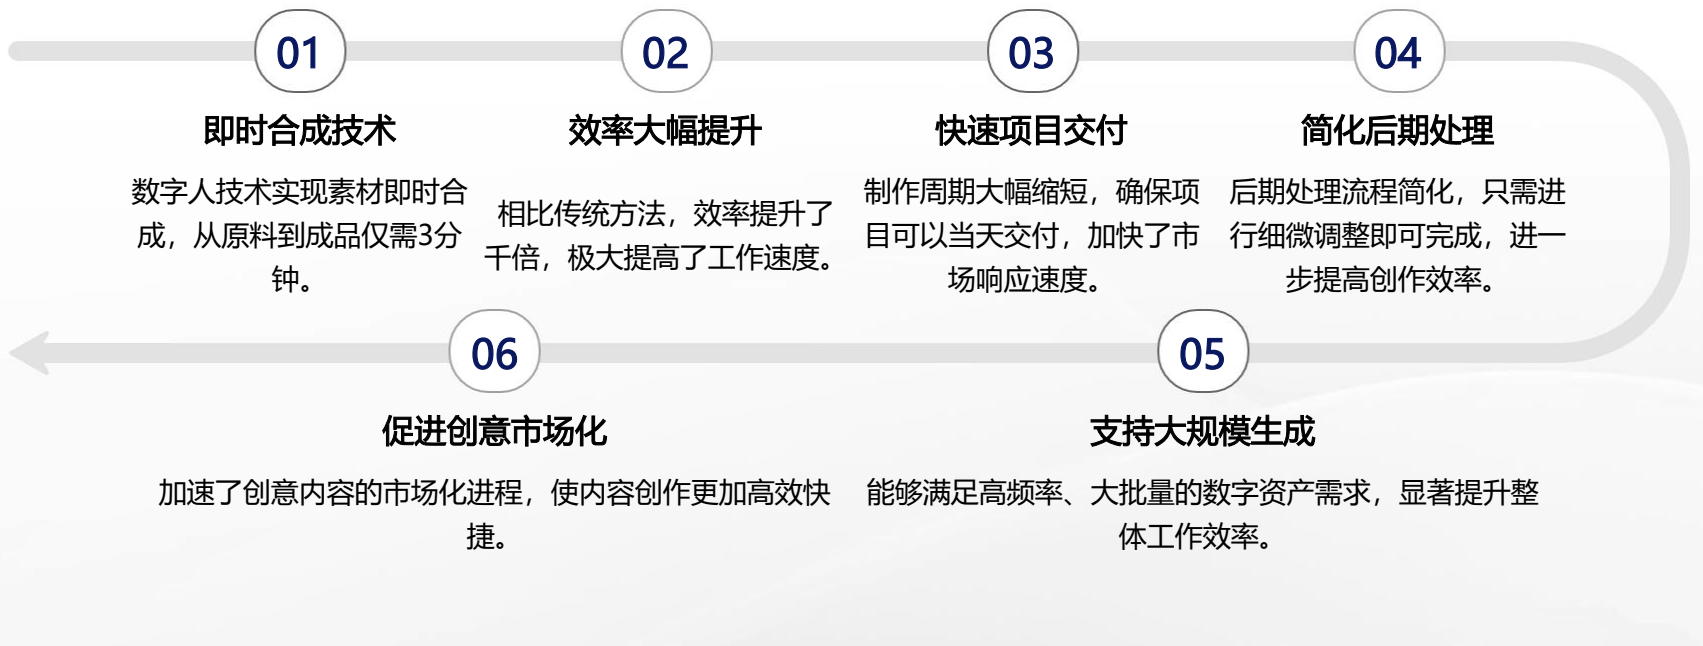 01
即时合成技术
数字人技术实现素材即时合
成，从原料到成品仅需3分
钟。
02
效率大幅提升
相比传统方法，效率提升了
千倍，极大提高了工作速度。
03
快速项目交付
制作周期大幅缩短，确保项
目可以当天交付，加快了市
场响应速度。
04
简化后期处理
后期处理流程简化，只需进
行细微调整即可完成，进一
步提高创作效率。
05
支持大规模生成
能够满足高频率、大批量的数字资产需求，显著提升整
体工作效率。
06
促进创意市场化
加速了创意内容的市场化进程，使内容创作更加高效快
捷。